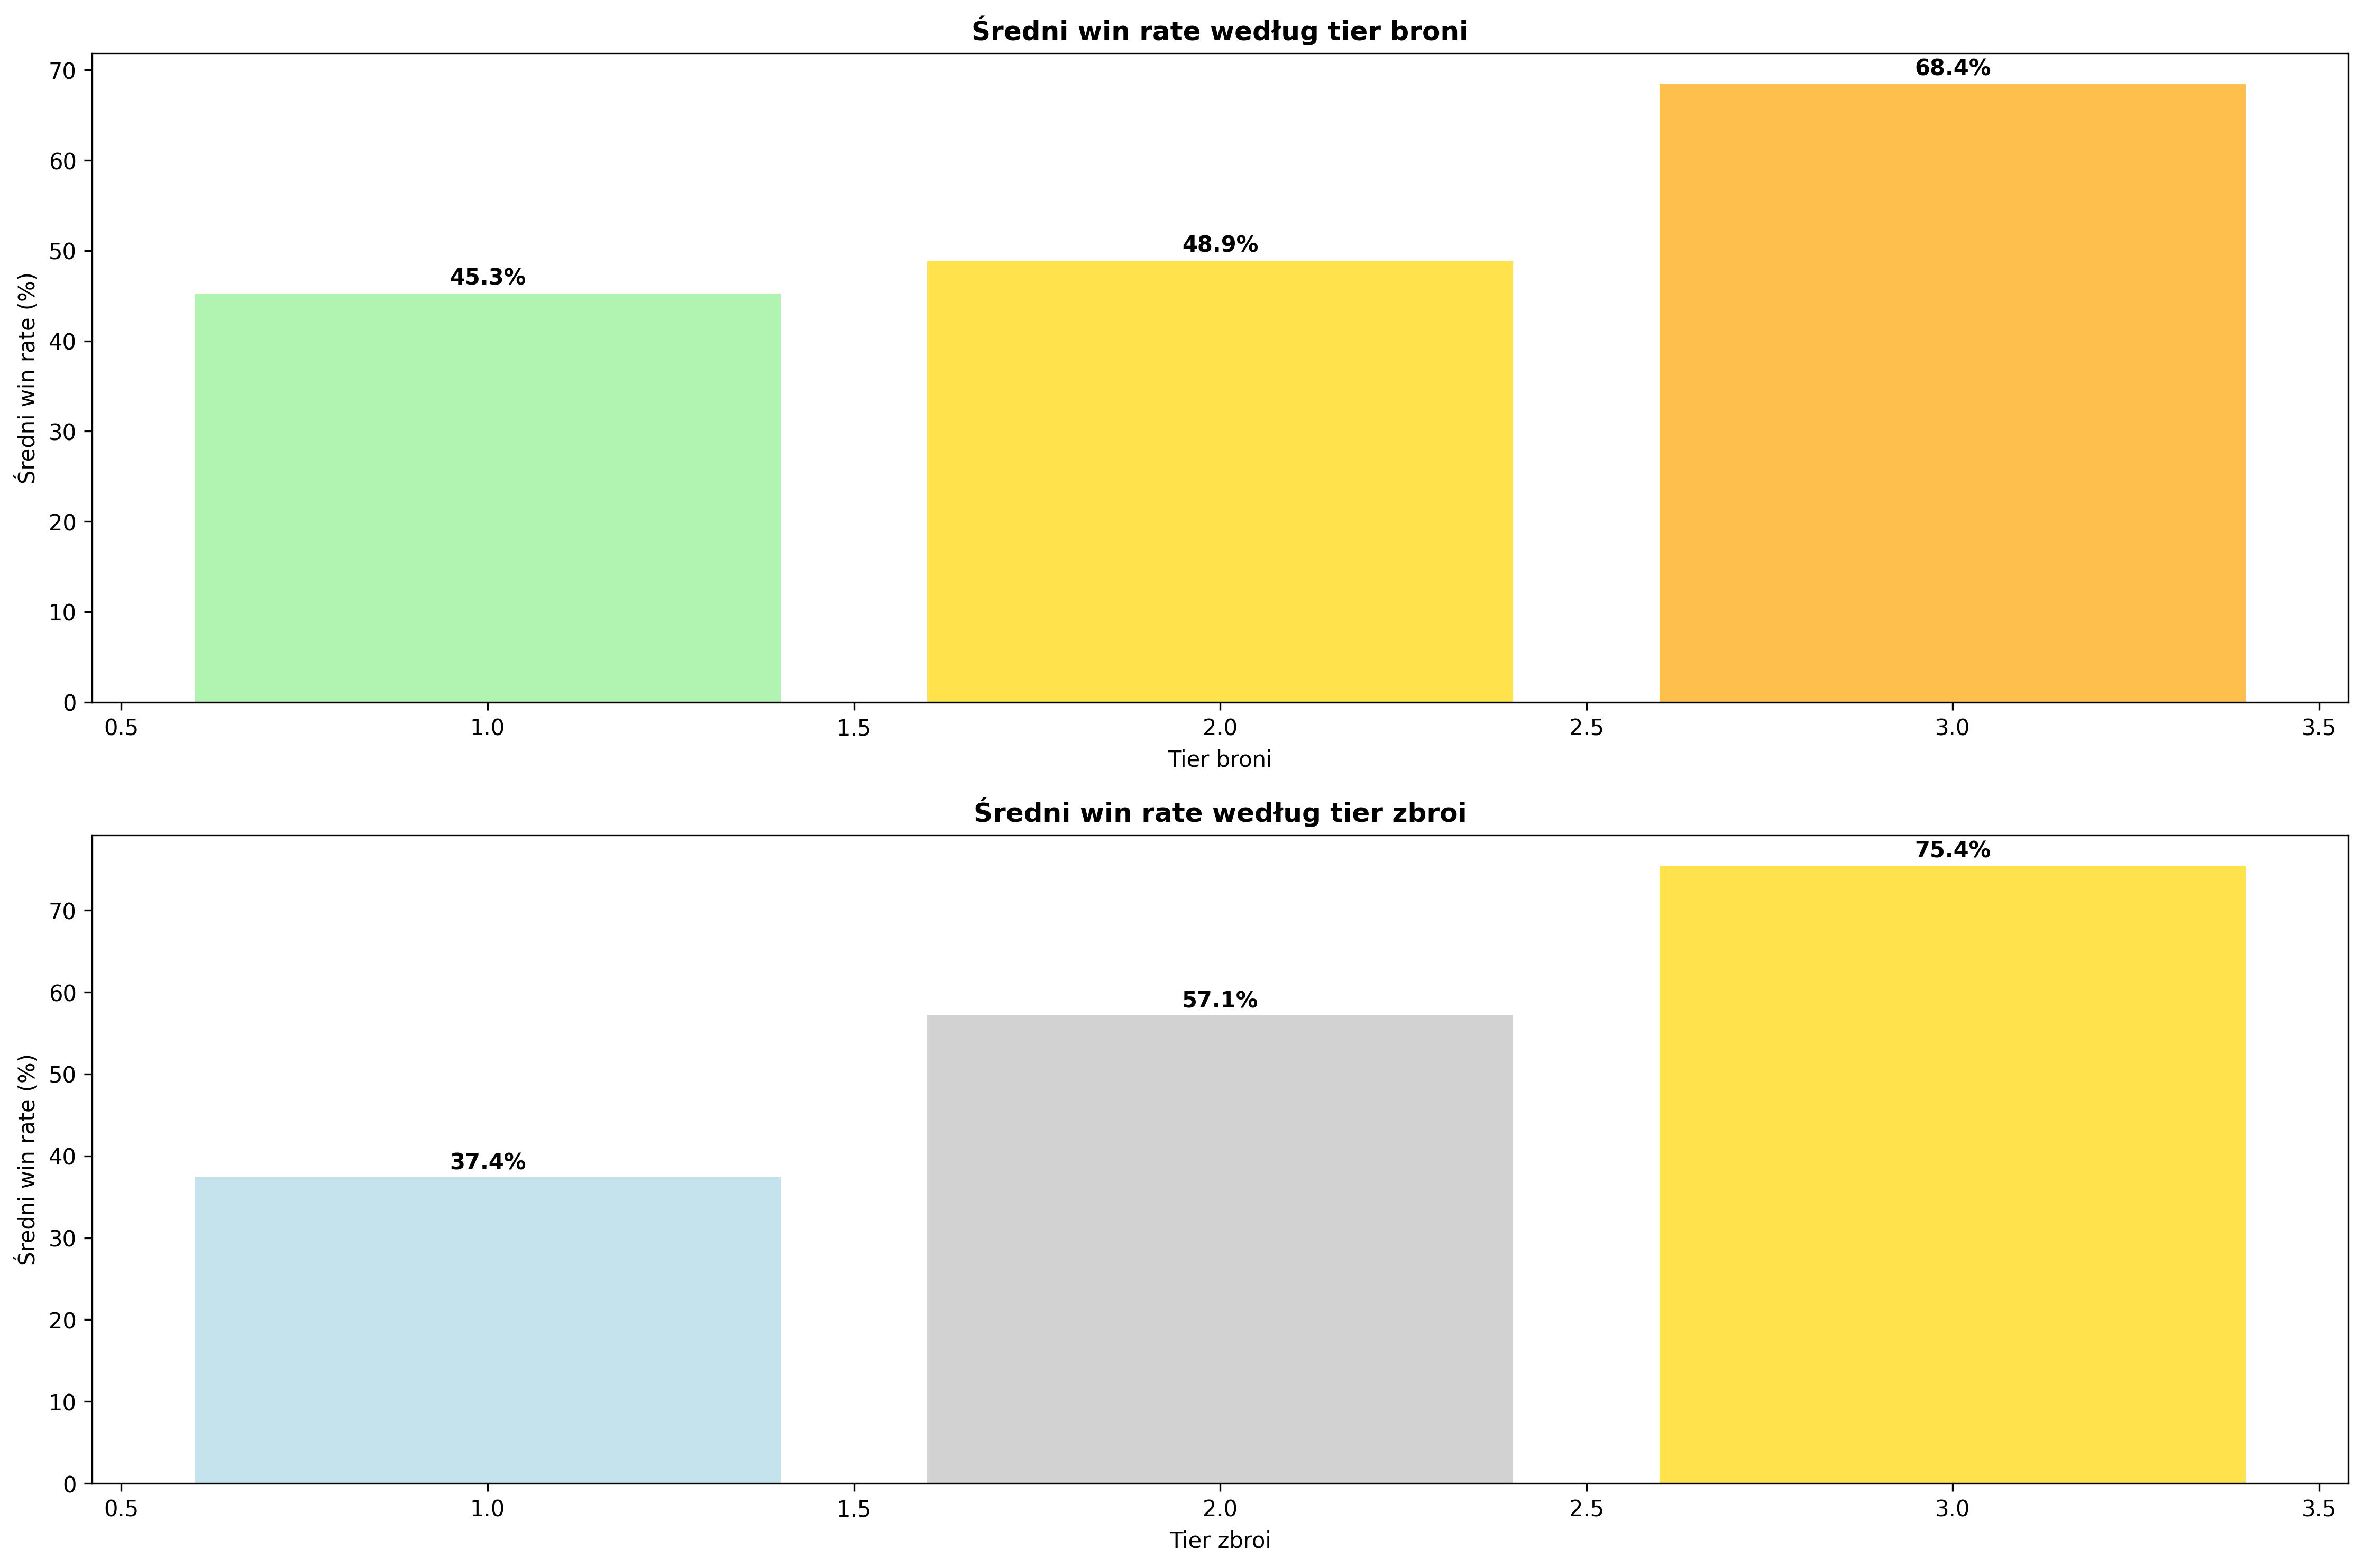 Średni win rate według tier broni
Średni win rate (%)
70
60
50
40
30
20
10
0
45.3%
48.9%
68.4%
0.5 1.0 1.5 2.0 2.5 3.0 3.5
Tier broni
Średni win rate według tier zbroi
Średni win rate (%)
70
60
50
40
30
20
10
0
37.4%
57.1%
75.4%
0.5 1.0 1.5 2.0 2.5 3.0 3.5
Tier zbroi